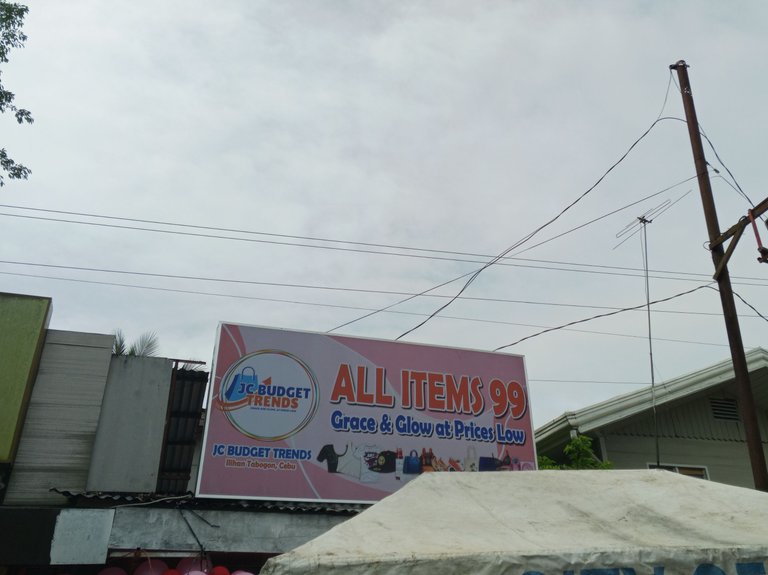 JC BUDGET
TRENDS
ALL ITEMS 99
Grace & Glow at Prices Low
JC BUDGET TRENDS
Ilihan Tabogon, Cebu